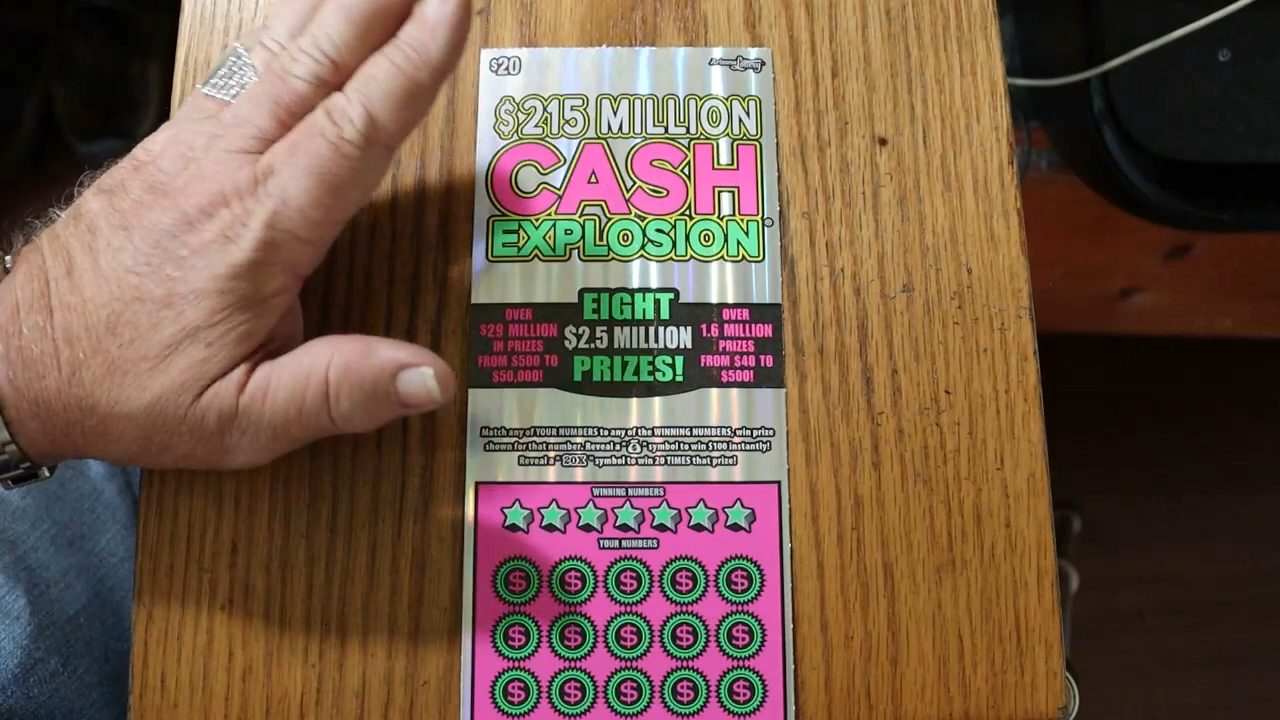 $20
Arizona Lottery
$215 MILLION
CASH
EXPLOSION®
EIGHT
$2.5 MILLION
PRIZES!
OVER
$29 MILLION
IN PRIZES
FROM $500 TO
$50,000!
OVER
1.6 MILLION
PRIZES
FROM $40 TO
$500!
Match any of YOUR NUMBERS to any of the WINNING NUMBERS, win prize
shown for that number. Reveal a " " symbol to win $100 instantly!
Reveal a "20X" symbol to win 20 TIMES that prize!
WINNING NUMBERS
YOUR NUMBERS
$ $ $ $ $
$ $ $ $ $
$ $ $ $ $